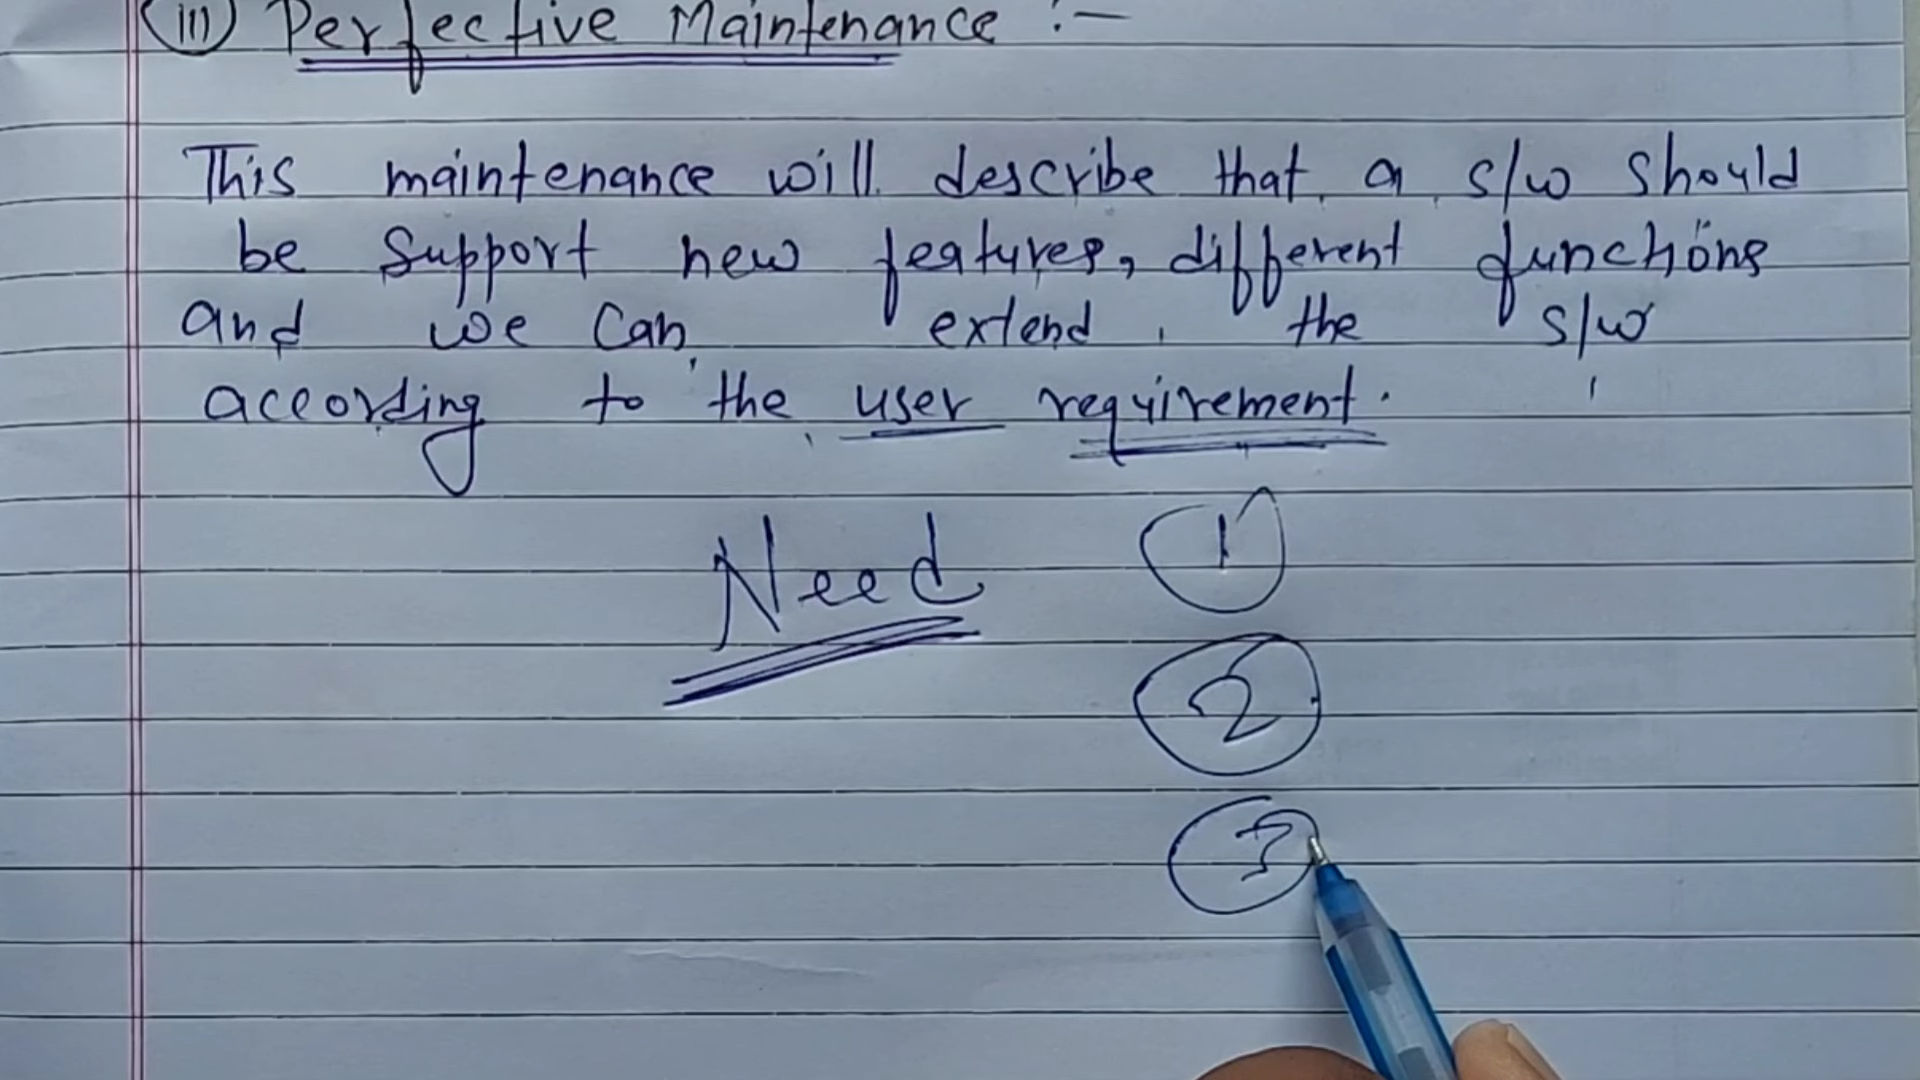 (iii) Perfective Maintenance :-
This maintenance will describe that a s/w should
be support new features, different functions
and we can extend the s/w
according to the user requirement.
Need 1
2
3